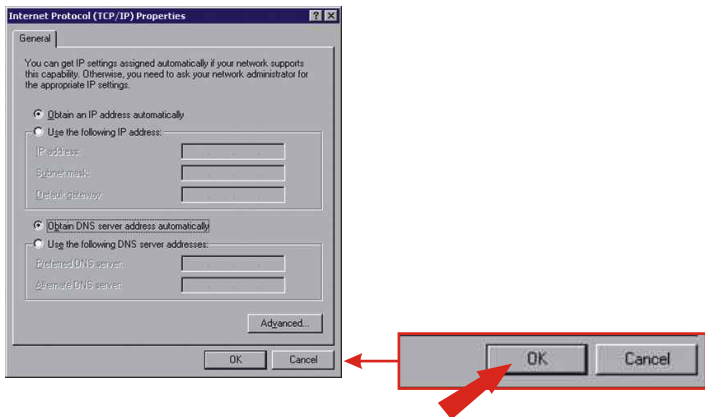 Internet Protocol (TCP/IP) Properties
General
You can get IP settings assigned automatically if your network supports
this capability. Otherwise, you need to ask your network administrator for
the appropriate IP settings.
Obtain an IP address automatically
Use the following IP address:
IP address:
Subnet mask:
Default gateway:
Obtain DNS server address automatically
Use the following DNS server addresses:
Preferred DNS server:
Alternate DNS server:
Advanced...
OK Cancel
OK Cancel